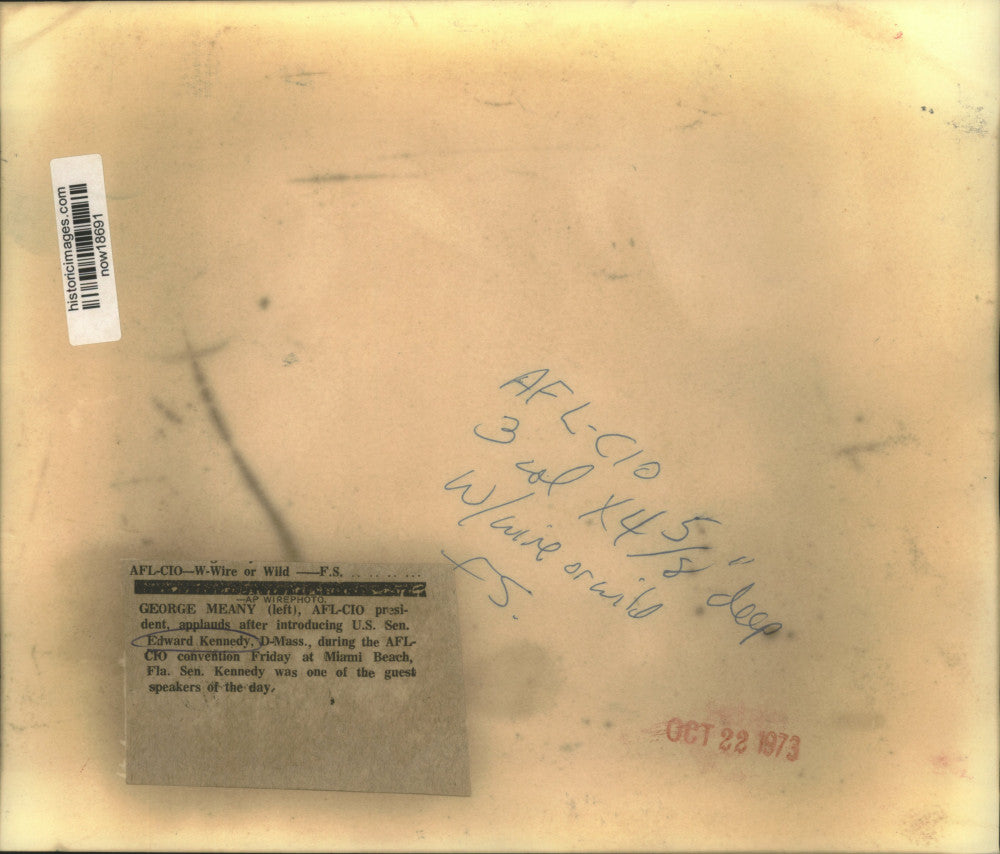 historicimages.com
now18691
AFL-CIO
3 col x 4 5/8" deep
W/wire or wild
FS.
AFL-CIO—W-Wire or Wild ——F.S. .. .. .. ...
—AP WIREPHOTO.
GEORGE MEANY (left), AFL-CIO presi-
dent, applauds after introducing U.S. Sen.
Edward Kennedy, D-Mass., during the AFL-
CIO convention Friday at Miami Beach,
Fla. Sen. Kennedy was one of the guest
speakers of the day.
OCT 22 1973